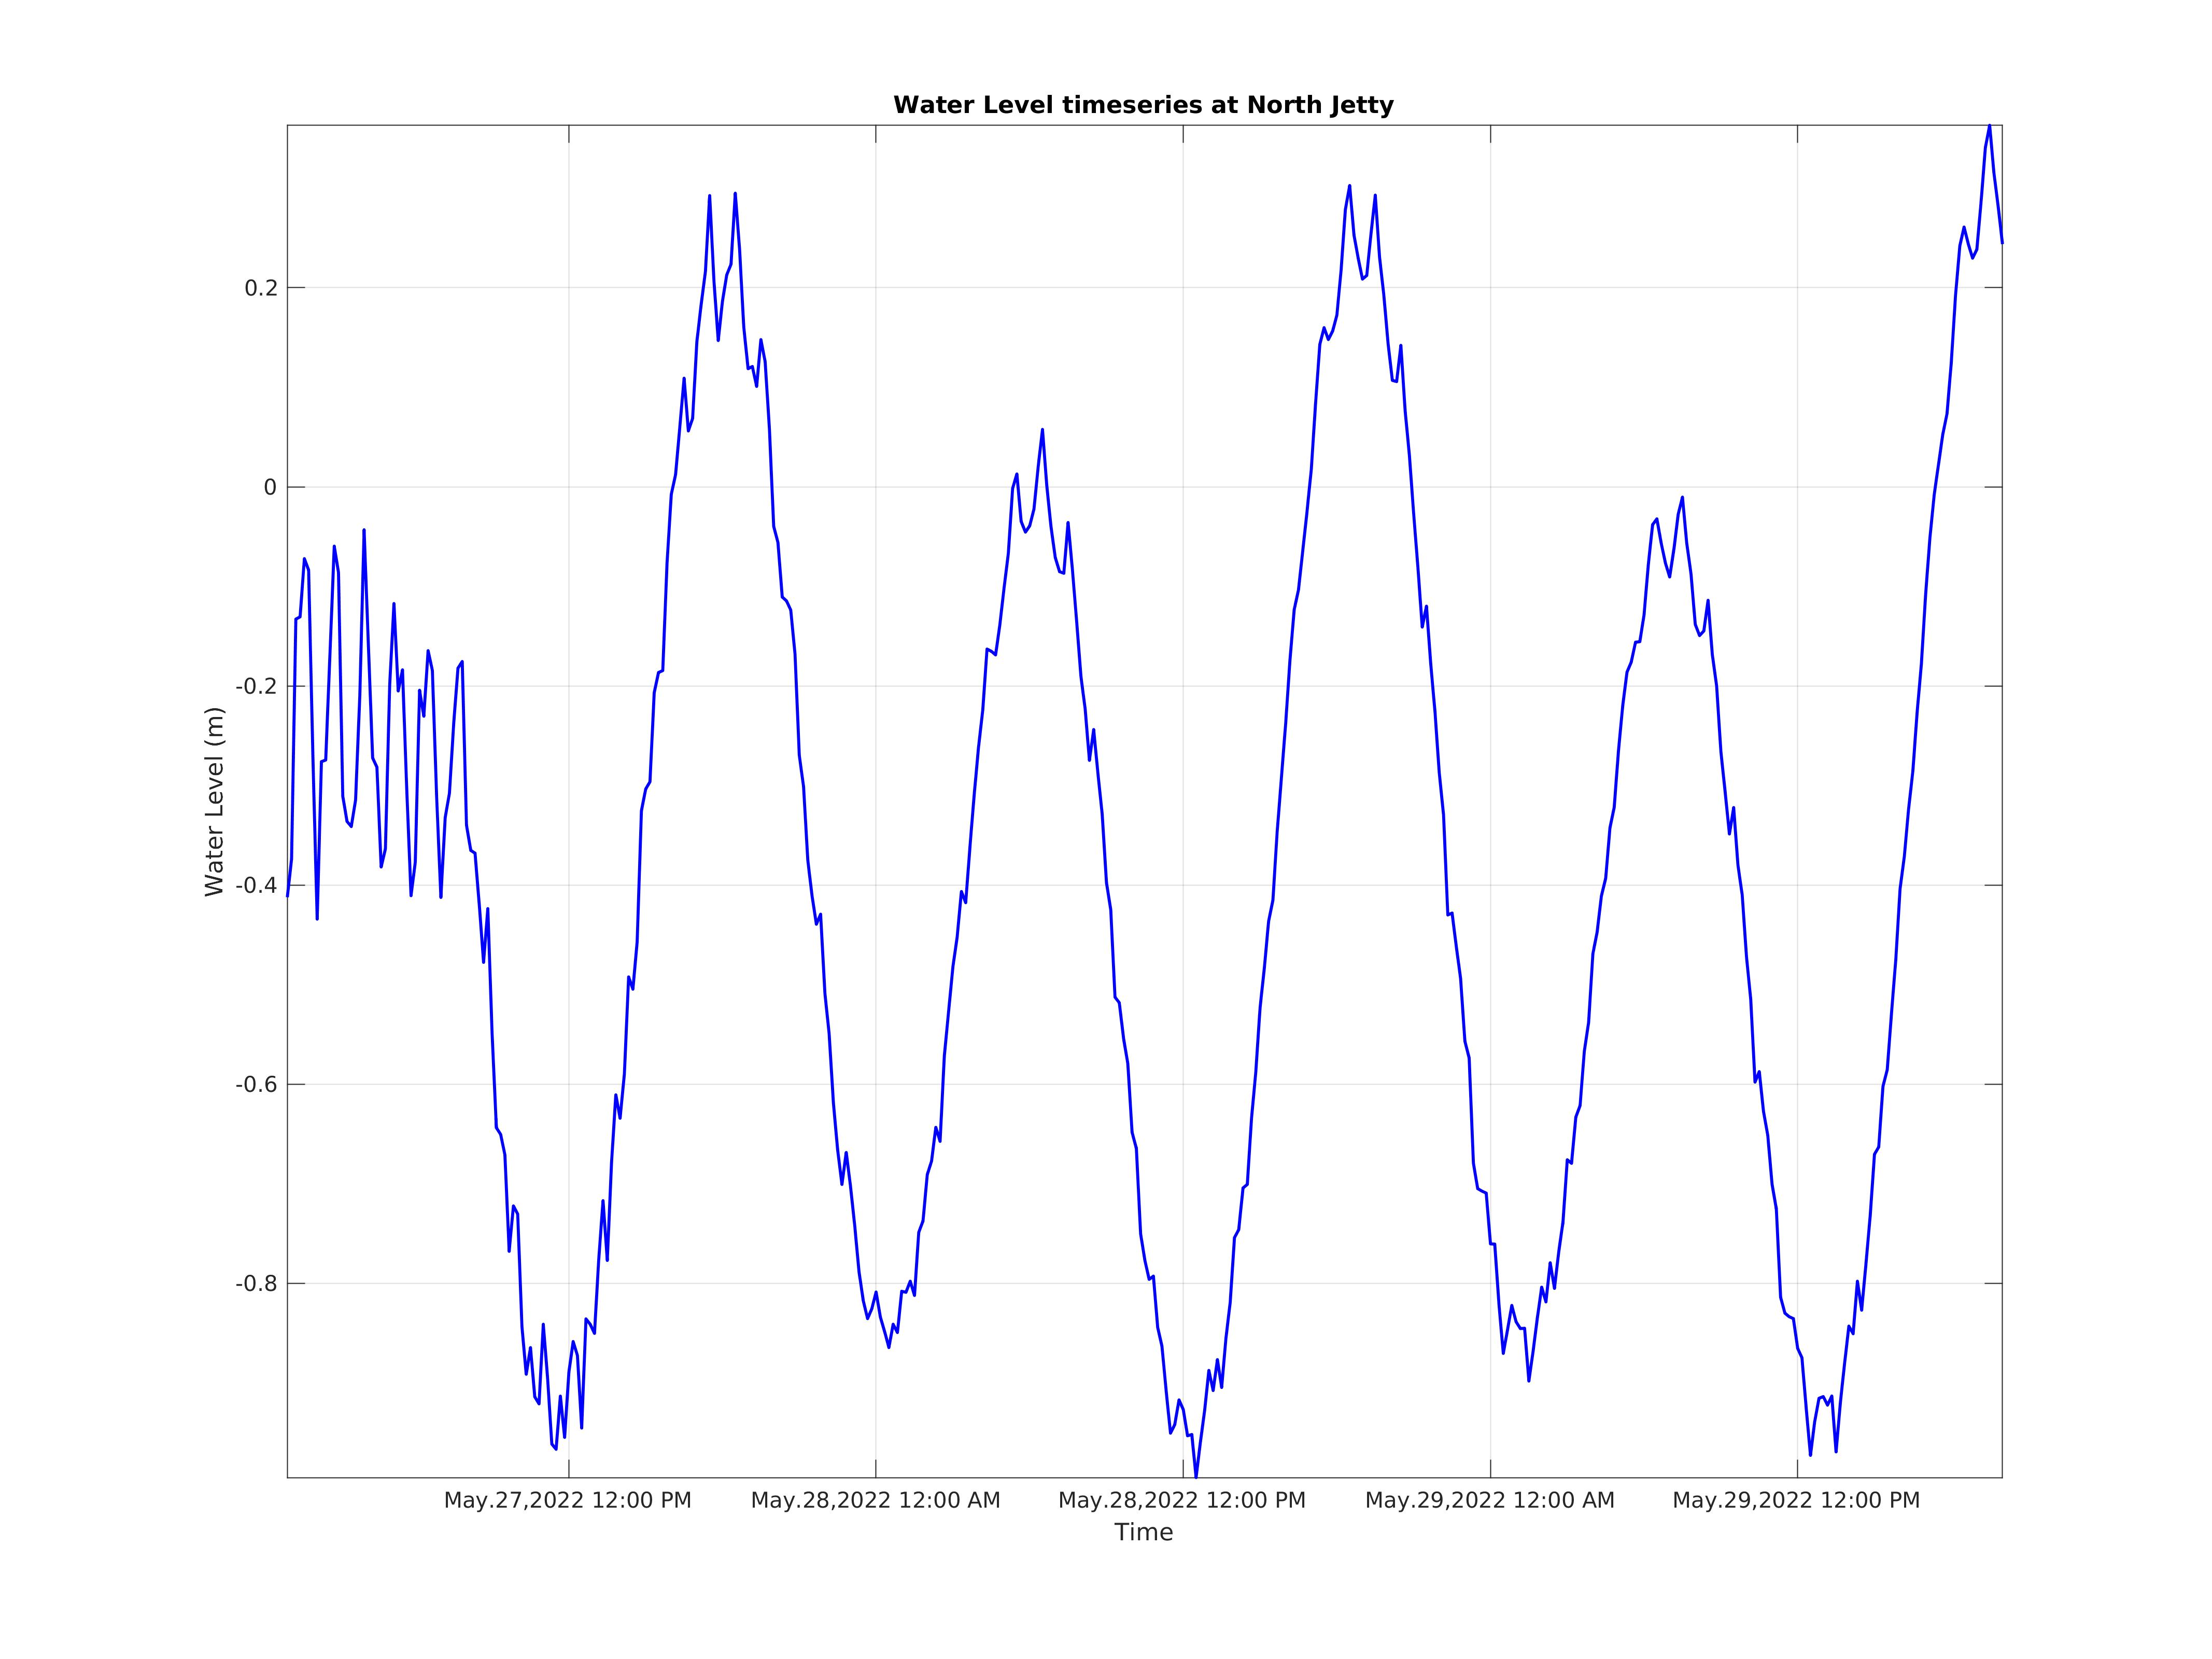 Water Level timeseries at North Jetty
Water Level (m)
0.2
0
-0.2
-0.4
-0.6
-0.8
May.27,2022 12:00 PM
May.28,2022 12:00 AM
May.28,2022 12:00 PM
May.29,2022 12:00 AM
May.29,2022 12:00 PM
Time